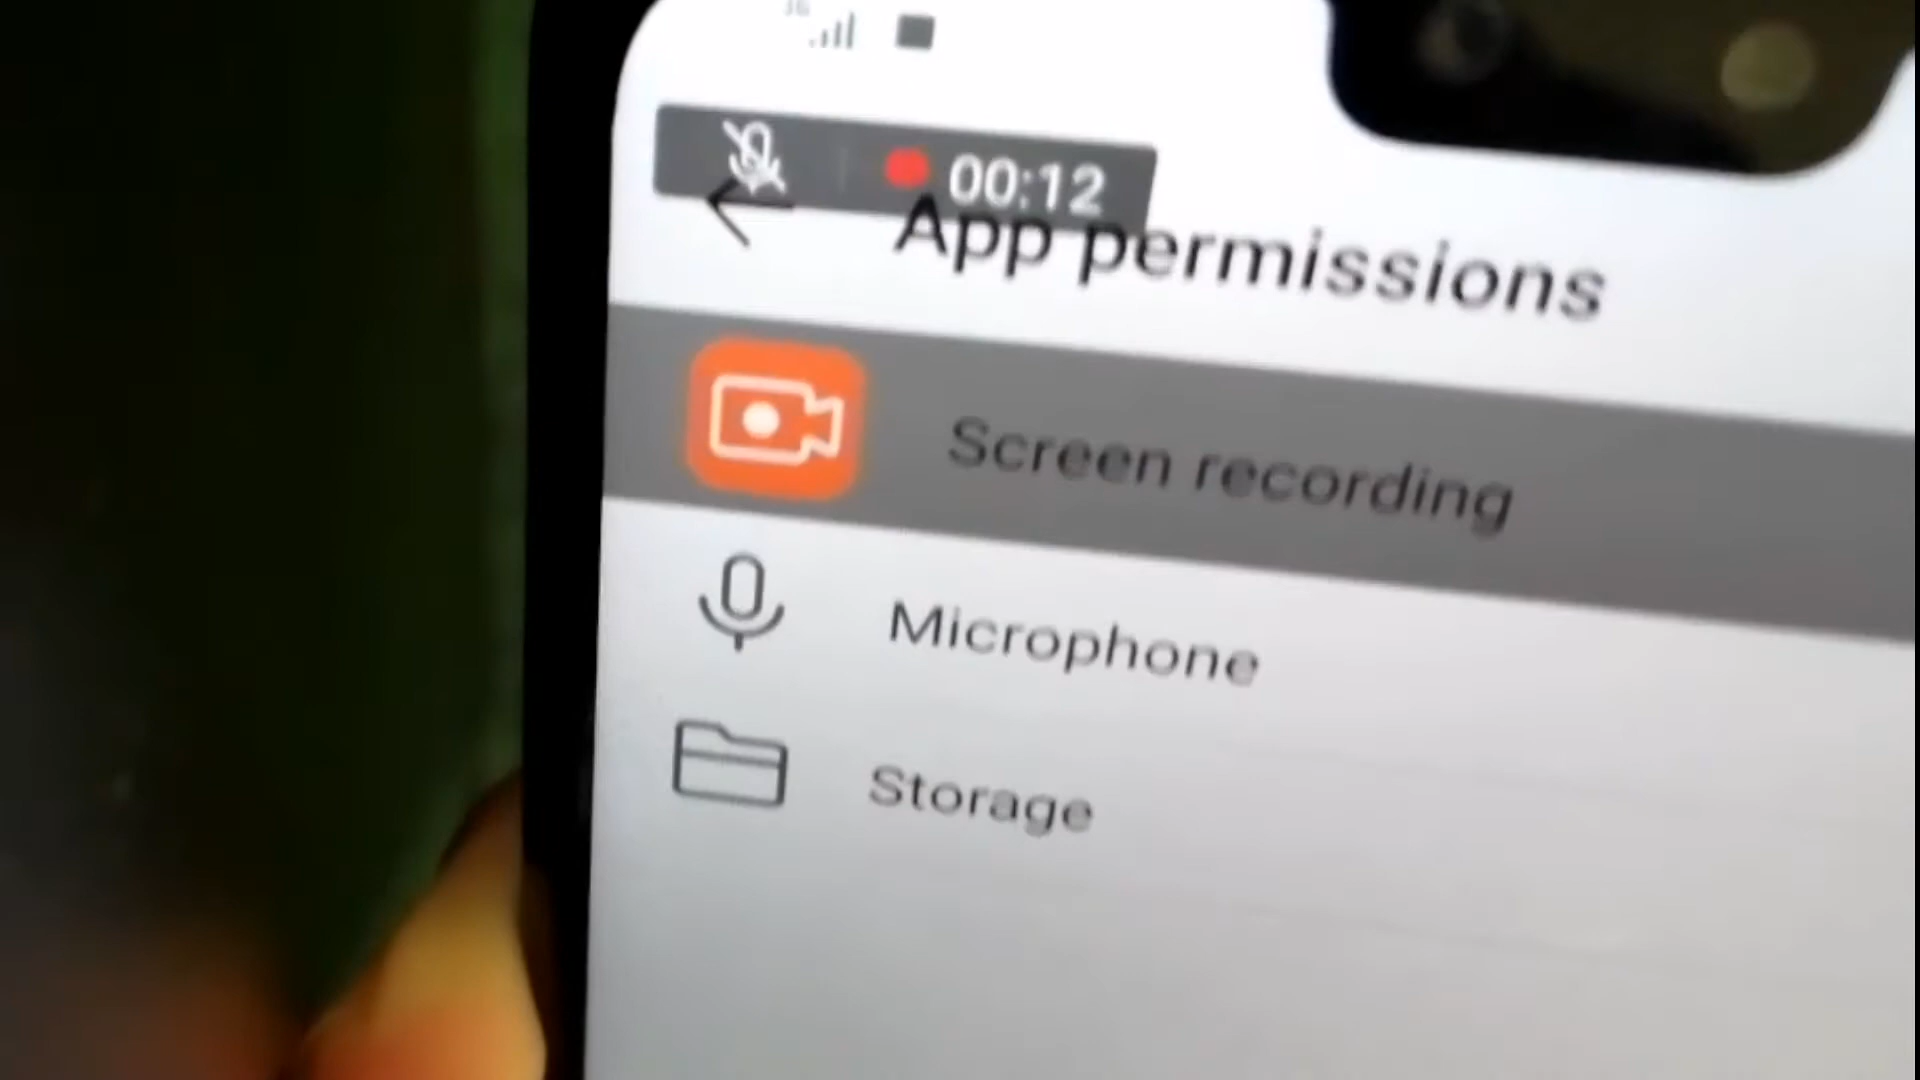 00:12
App permissions
Screen recording
Microphone
Storage